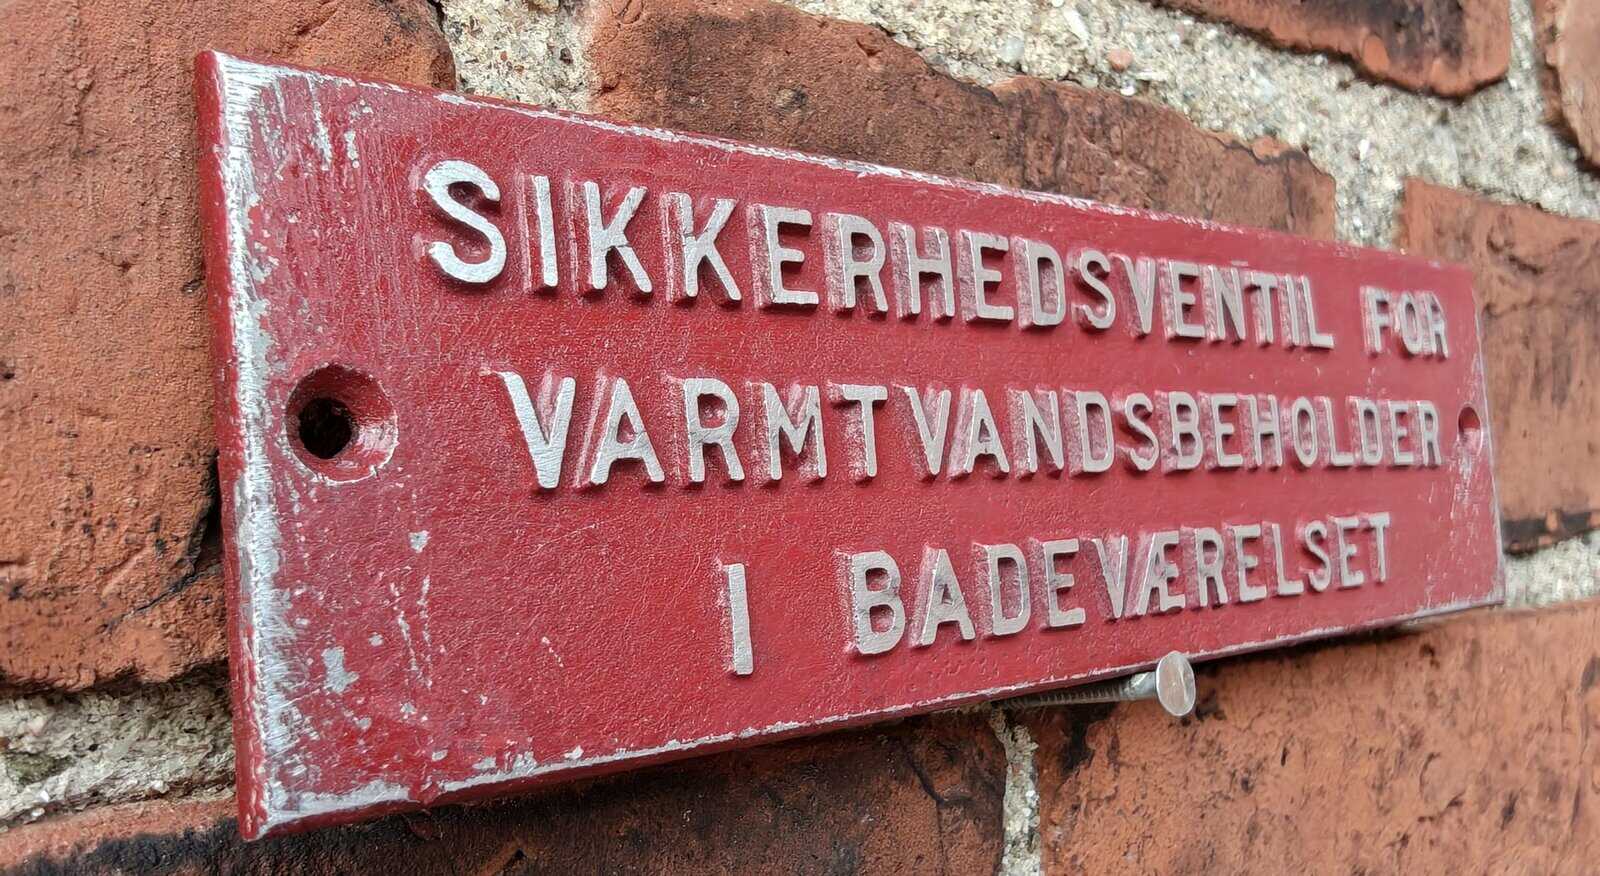 SIKKERHEDSVENTIL FOR
VARMTVANDSBEHOLDER
I BADEVÆRELSET